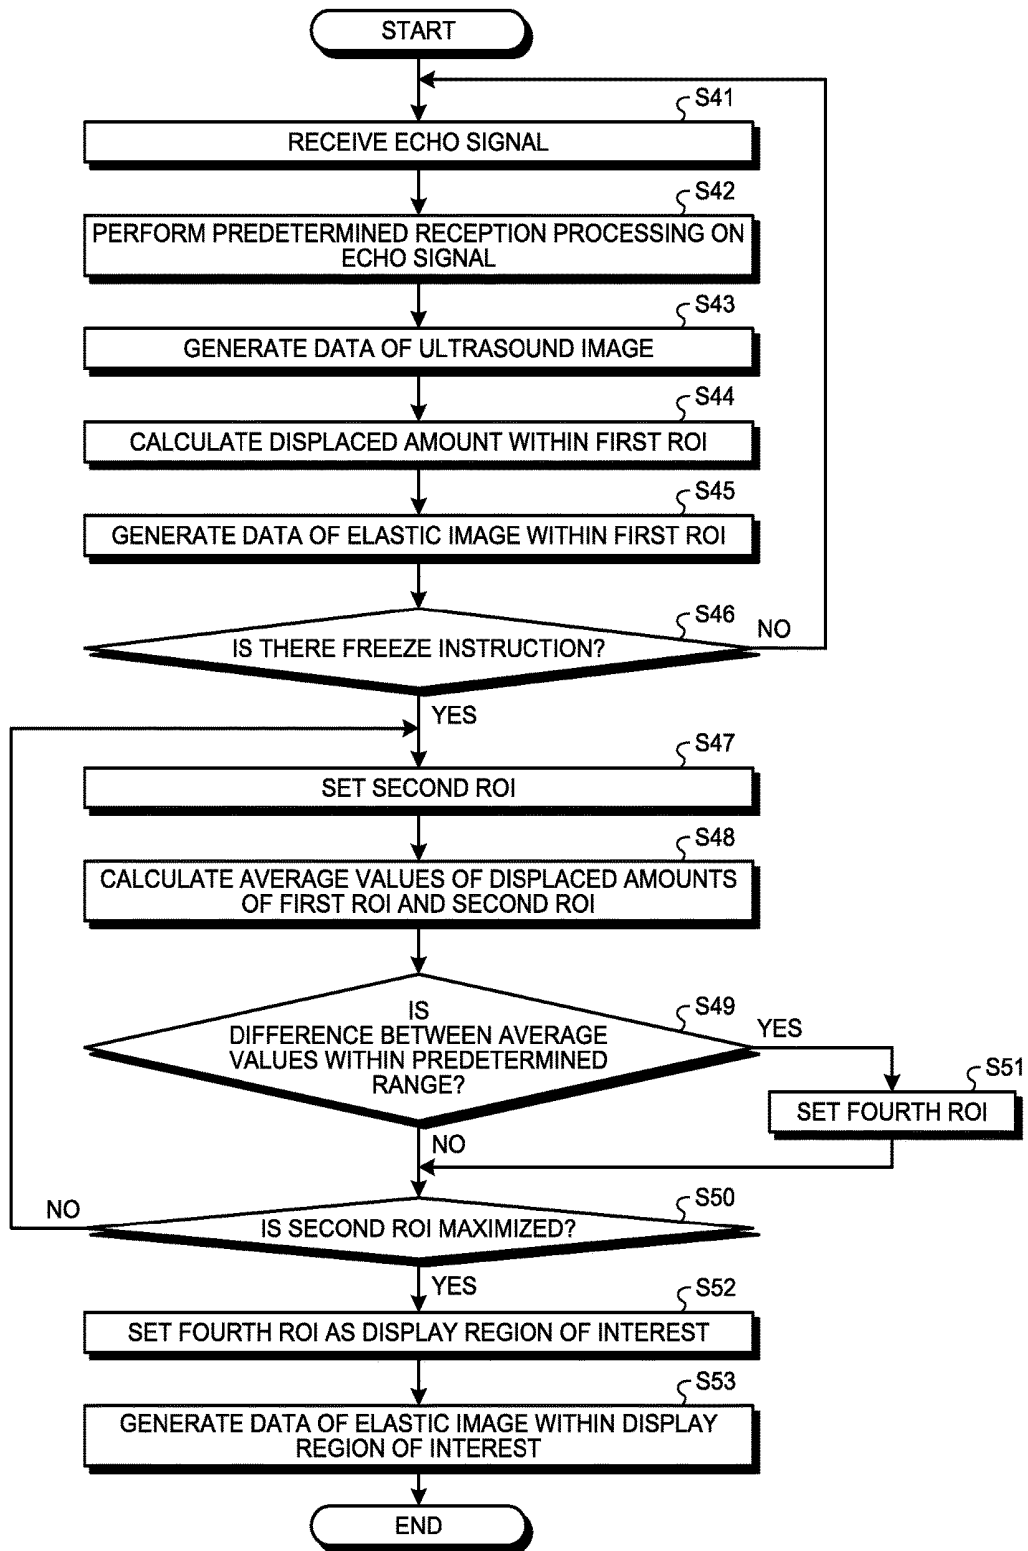 START
S41
RECEIVE ECHO SIGNAL
S42
PERFORM PREDETERMINED RECEPTION PROCESSING ON
ECHO SIGNAL
S43
GENERATE DATA OF ULTRASOUND IMAGE
S44
CALCULATE DISPLACED AMOUNT WITHIN FIRST ROI
S45
GENERATE DATA OF ELASTIC IMAGE WITHIN FIRST ROI
S46
IS THERE FREEZE INSTRUCTION?
NO
YES
S47
SET SECOND ROI
S48
CALCULATE AVERAGE VALUES OF DISPLACED AMOUNTS
OF FIRST ROI AND SECOND ROI
S49
IS
DIFFERENCE BETWEEN AVERAGE
VALUES WITHIN PREDETERMINED
RANGE?
YES
S51
SET FOURTH ROI
NO
S50
IS SECOND ROI MAXIMIZED?
NO
YES
S52
SET FOURTH ROI AS DISPLAY REGION OF INTEREST
S53
GENERATE DATA OF ELASTIC IMAGE WITHIN DISPLAY
REGION OF INTEREST
END